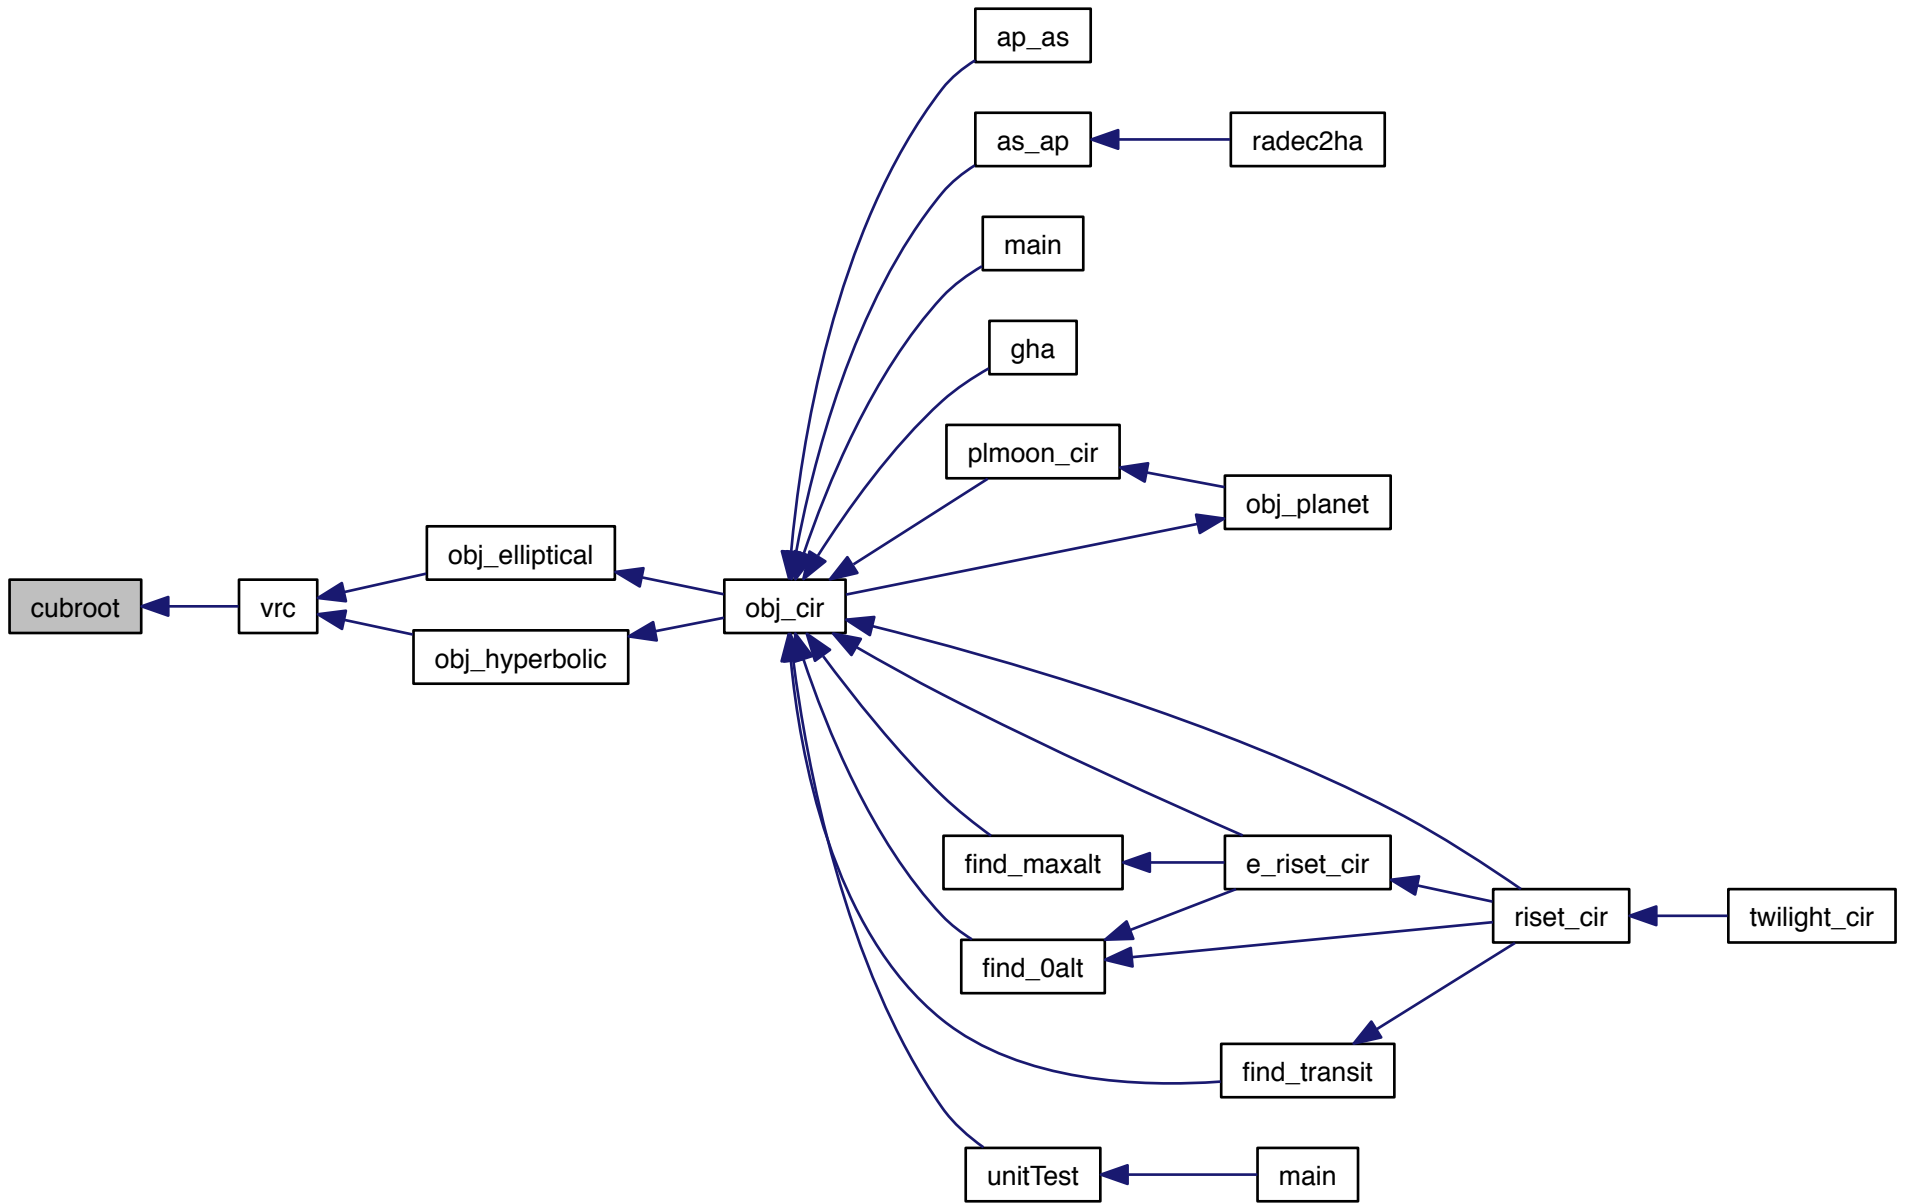 ap_as
as_ap
radec2ha
main
gha
plmoon_cir
obj_planet
obj_elliptical
cubroot
vrc
obj_cir
obj_hyperbolic
find_maxalt
e_riset_cir
riset_cir
twilight_cir
find_0alt
find_transit
unitTest
main